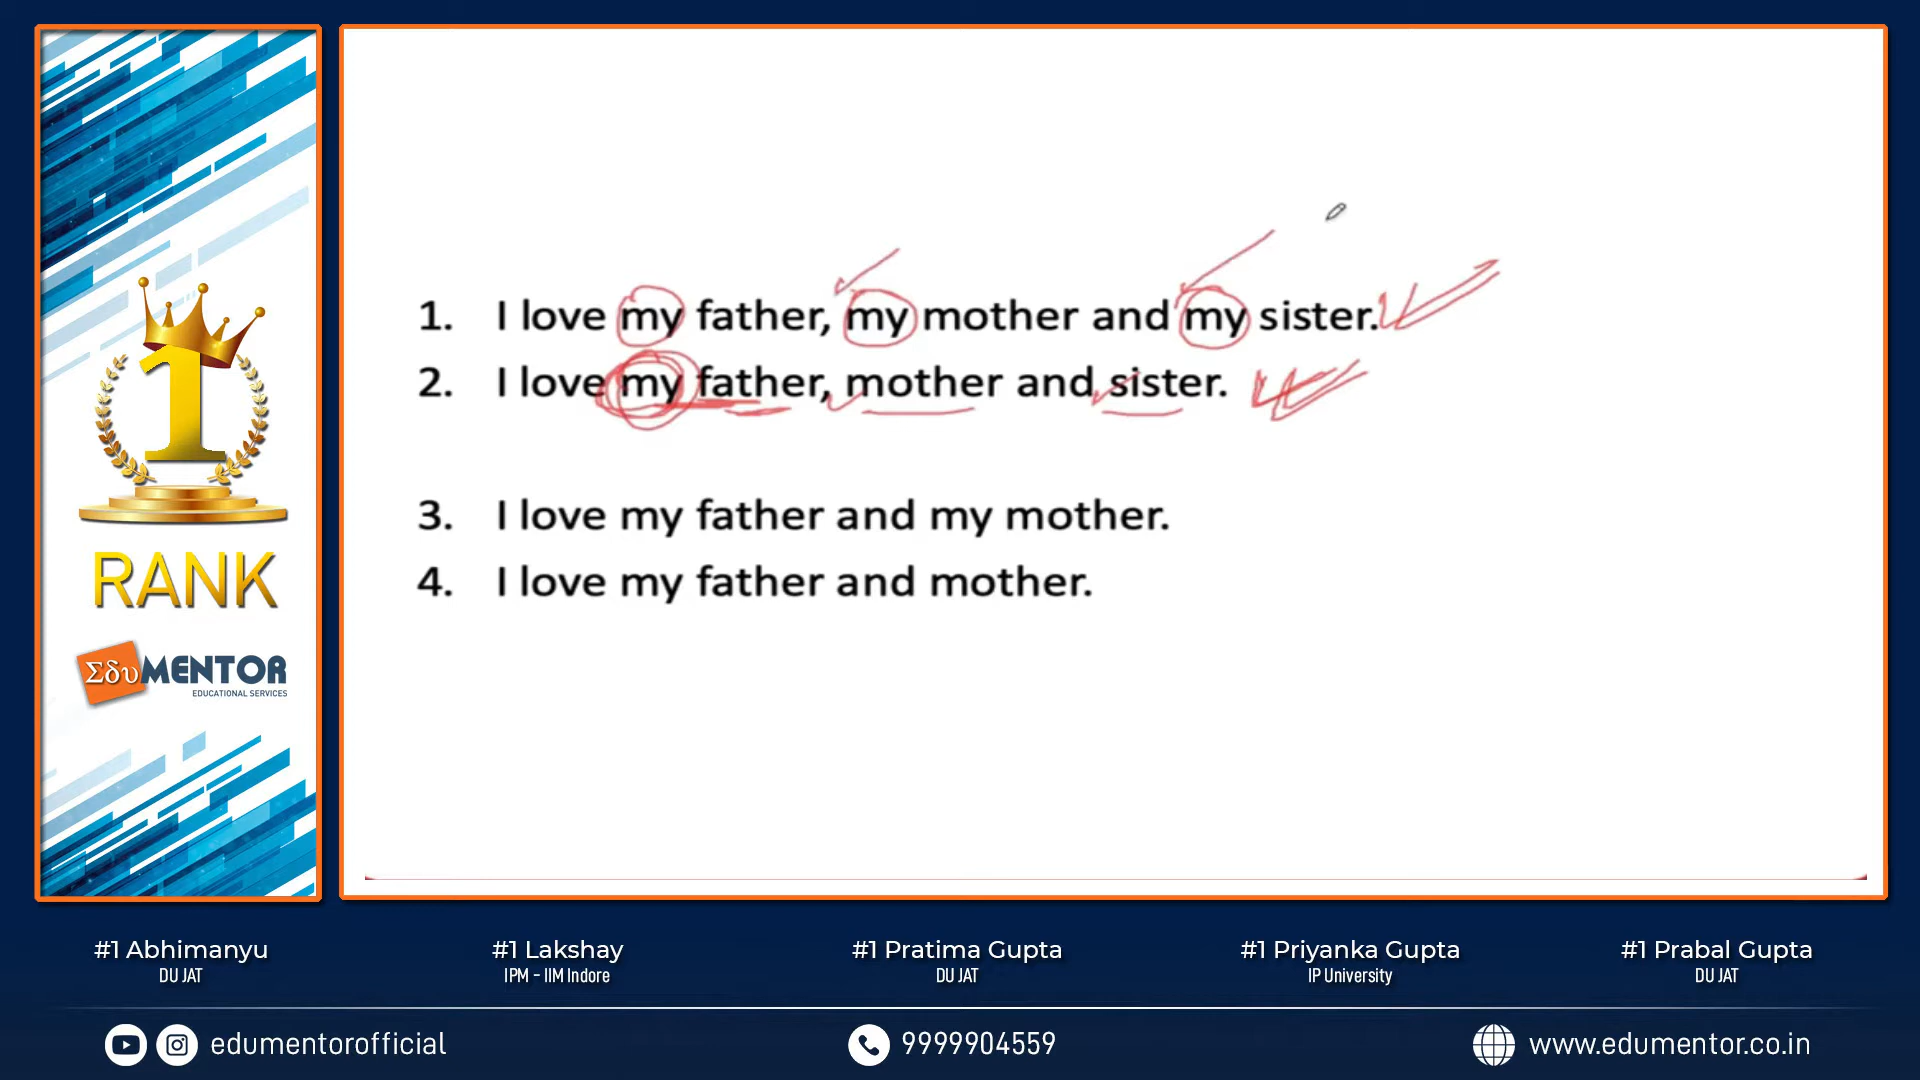 1. I love my father, my mother and my sister.
2. I love my father, mother and sister.
3. I love my father and my mother.
4. I love my father and mother.
1
RANK
Σδυ MENTOR
EDUCATIONAL SERVICES
#1 Abhimanyu
DU JAT
#1 Lakshay
IPM - IIM Indore
#1 Pratima Gupta
DU JAT
#1 Priyanka Gupta
IP University
#1 Prabal Gupta
DU JAT
edumentorofficial
9999904559
www.edumentor.co.in